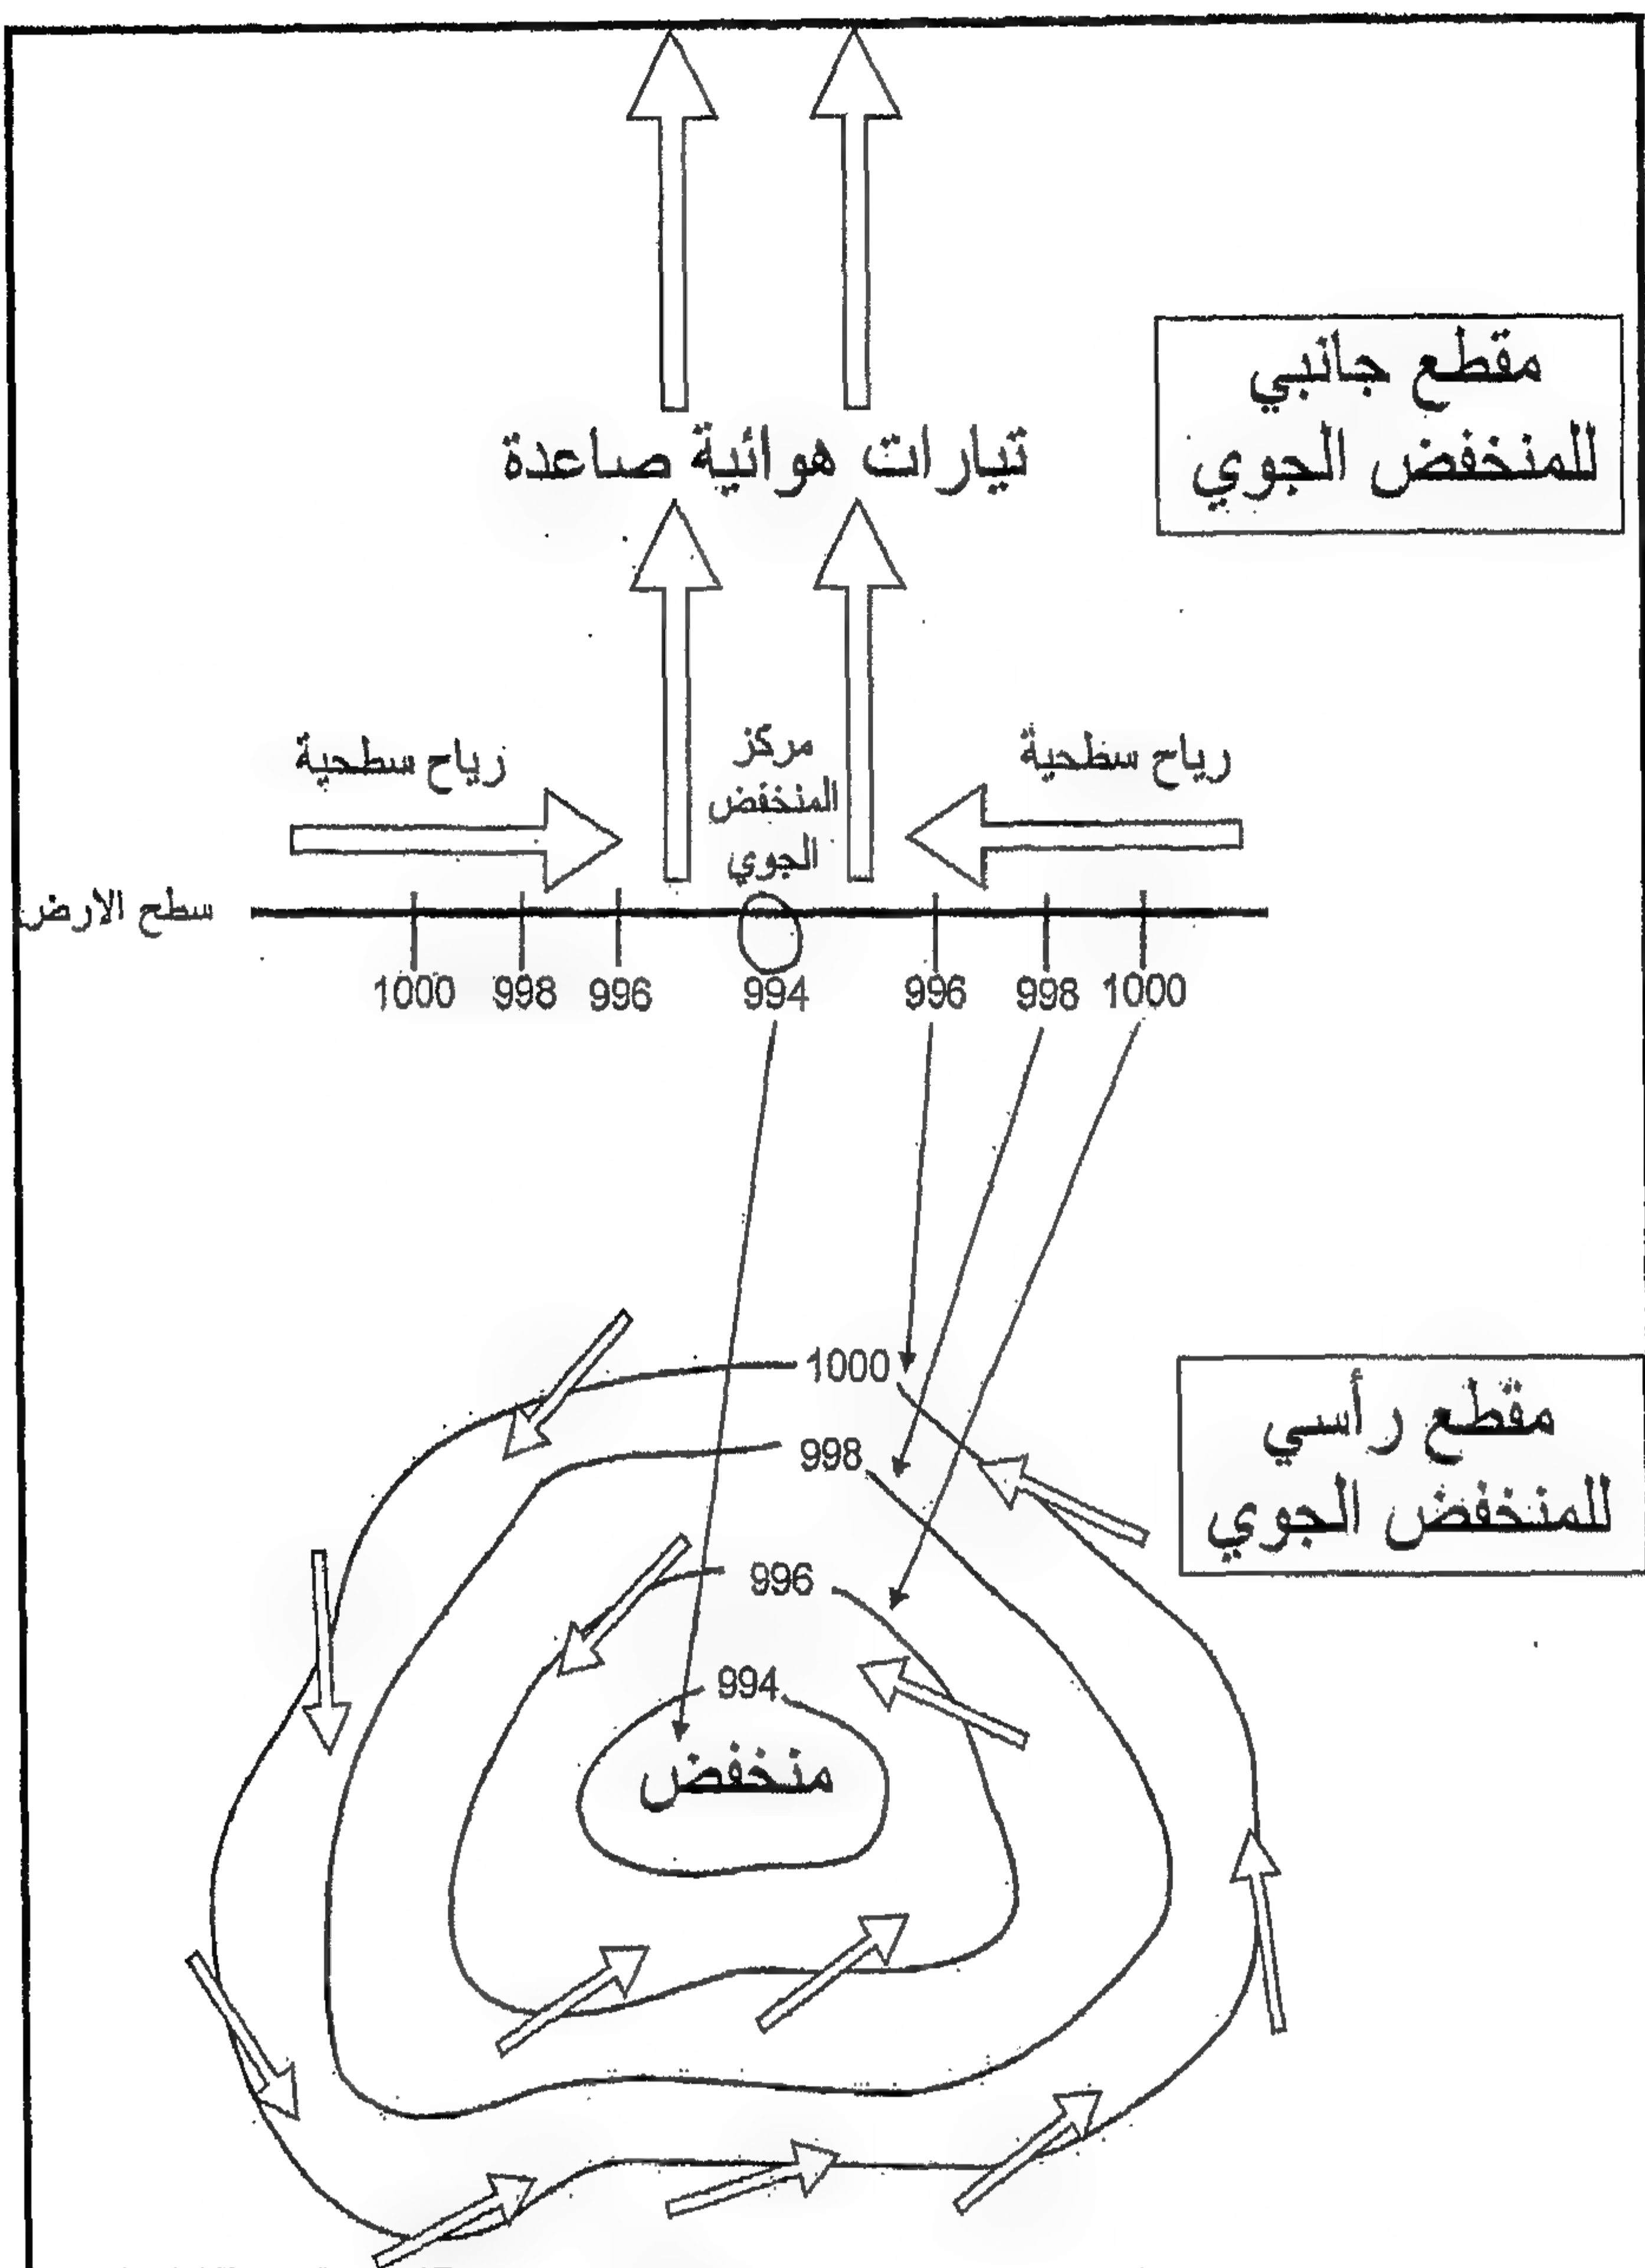 مقطع جانبي
للمنخفض الجوي
تيارات هوائية صاعدة
رياح سطحية
مركز
المنخفض
الجوي
رياح سطحية
سطح الارض
1000 998 996 994 996 998 1000
مقطع رأسي
للمنخفض الجوي
1000
998
996
994
منخفض